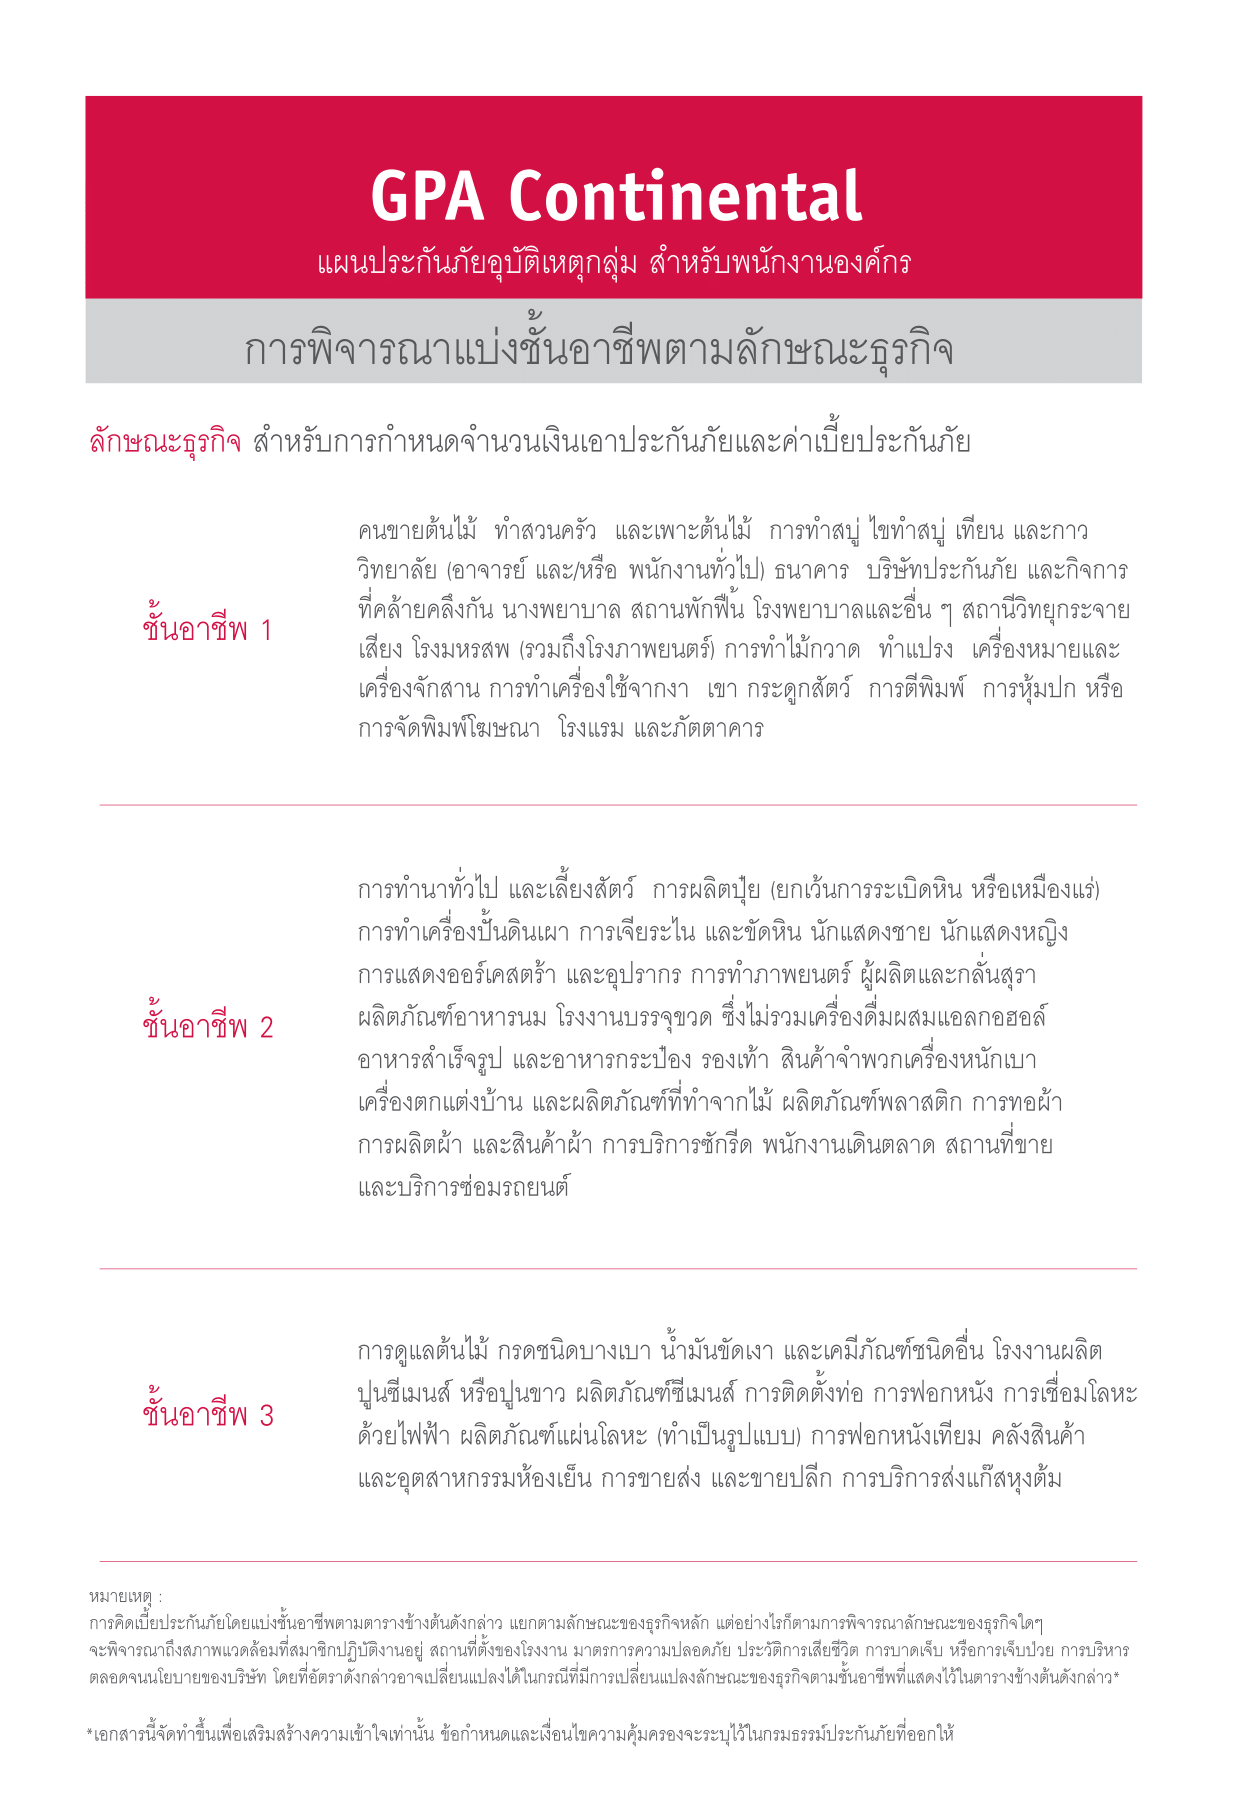 GPA Continental
แผนประกันภัยอุบัติเหตุกลุ่ม สำหรับพนักงานองค์กร
การพิจารณาแบ่งชั้นอาชีพตามลักษณะธุรกิจ
ลักษณะธุรกิจ สำหรับการกำหนดจำนวนเงินเอาประกันภัยและค่าเบี้ยประกันภัย
ชั้นอาชีพ 1
คนขายต้นไม้ ทำสวนครัว และเพาะต้นไม้ การทำสบู่ ไขทำสบู่ เทียน และกาว
วิทยาลัย (อาจารย์ และ/หรือ พนักงานทั่วไป) ธนาคาร บริษัทประกันภัย และกิจการ
ที่คล้ายคลึงกัน นางพยาบาล สถานพักฟื้น โรงพยาบาลและอื่น ๆ สถานีวิทยุกระจาย
เสียง โรงมหรสพ (รวมถึงโรงภาพยนตร์) การทำไม้กวาด ทำแปรง เครื่องหมายและ
เครื่องจักสาน การทำเครื่องใช้จากงา เขา กระดูกสัตว์ การตีพิมพ์ การหุ้มปก หรือ
การจัดพิมพ์โฆษณา โรงแรม และภัตตาคาร
ชั้นอาชีพ 2
การทำนาทั่วไป และเลี้ยงสัตว์ การผลิตปุ๋ย (ยกเว้นการระเบิดหิน หรือเหมืองแร่)
การทำเครื่องปั้นดินเผา การเจียระไน และขัดหิน นักแสดงชาย นักแสดงหญิง
การแสดงออร์เคสตร้า และอุปรากร การทำภาพยนตร์ ผู้ผลิตและกลั่นสุรา
ผลิตภัณฑ์อาหารนม โรงงานบรรจุขวด ซึ่งไม่รวมเครื่องดื่มผสมแอลกอฮอล์
อาหารสำเร็จรูป และอาหารกระป๋อง รองเท้า สินค้าจำพวกเครื่องหนักเบา
เครื่องตกแต่งบ้าน และผลิตภัณฑ์ที่ทำจากไม้ ผลิตภัณฑ์พลาสติก การทอผ้า
การผลิตผ้า และสินค้าผ้า การบริการซักรีด พนักงานเดินตลาด สถานที่ขาย
และบริการซ่อมรถยนต์
ชั้นอาชีพ 3
การดูแลต้นไม้ กรดชนิดบางเบา น้ำมันขัดเงา และเคมีภัณฑ์ชนิดอื่น โรงงานผลิต
ปูนซีเมนส์ หรือปูนขาว ผลิตภัณฑ์ซีเมนส์ การติดตั้งท่อ การฟอกหนัง การเชื่อมโลหะ
ด้วยไฟฟ้า ผลิตภัณฑ์แผ่นโลหะ (ทำเป็นรูปแบบ) การฟอกหนังเทียม คลังสินค้า
และอุตสาหกรรมห้องเย็น การขายส่ง และขายปลีก การบริการส่งแก๊สหุงต้ม
หมายเหตุ :
การคิดเบี้ยประกันภัยโดยแบ่งชั้นอาชีพตามตารางข้างต้นดังกล่าว แยกตามลักษณะของธุรกิจหลัก แต่อย่างไรก็ตามการพิจารณาลักษณะของธุรกิจใดๆ
จะพิจารณาถึงสภาพแวดล้อมที่สมาชิกปฏิบัติงานอยู่ สถานที่ตั้งของโรงงาน มาตรการความปลอดภัย ประวัติการเสียชีวิต การบาดเจ็บ หรือการเจ็บป่วย การบริหาร
ตลอดจนนโยบายของบริษัท โดยที่อัตราดังกล่าวอาจเปลี่ยนแปลงได้ในกรณีที่มีการเปลี่ยนแปลงลักษณะของธุรกิจตามชั้นอาชีพที่แสดงไว้ในตารางข้างต้นดังกล่าว*
*เอกสารนี้จัดทำขึ้นเพื่อเสริมสร้างความเข้าใจเท่านั้น ข้อกำหนดและเงื่อนไขความคุ้มครองจะระบุไว้ในกรมธรรม์ประกันภัยที่ออกให้